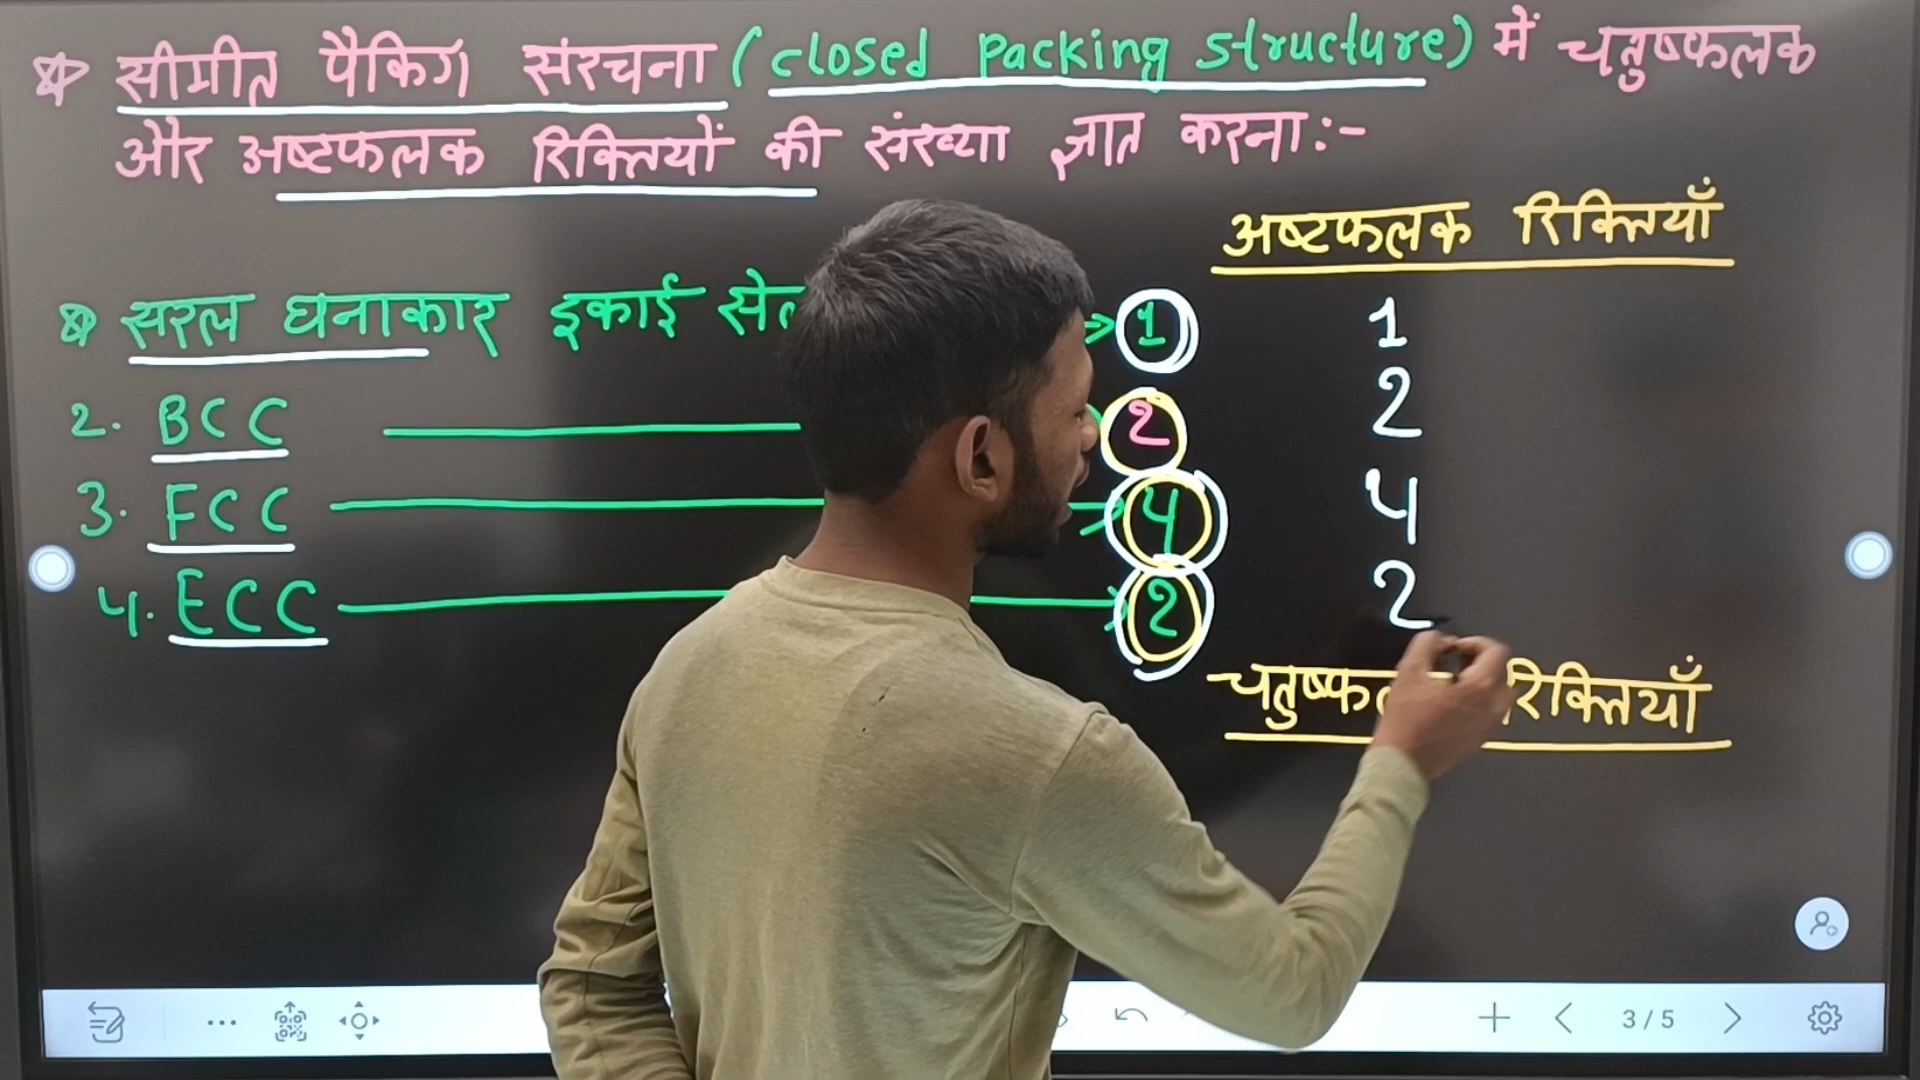 सीमीत पैकिंग संरचना (closed packing structure) में चतुष्फलक
और अष्टफलक रिक्तियों की संख्या ज्ञात करना:-
अष्टफलक रिक्तियाँ
सरल घनाकार इकाई → 1 1
2. BCC 2 2
3. FCC → 4 4
4. ECC → 2 2
रिक्तियाँ
3/5